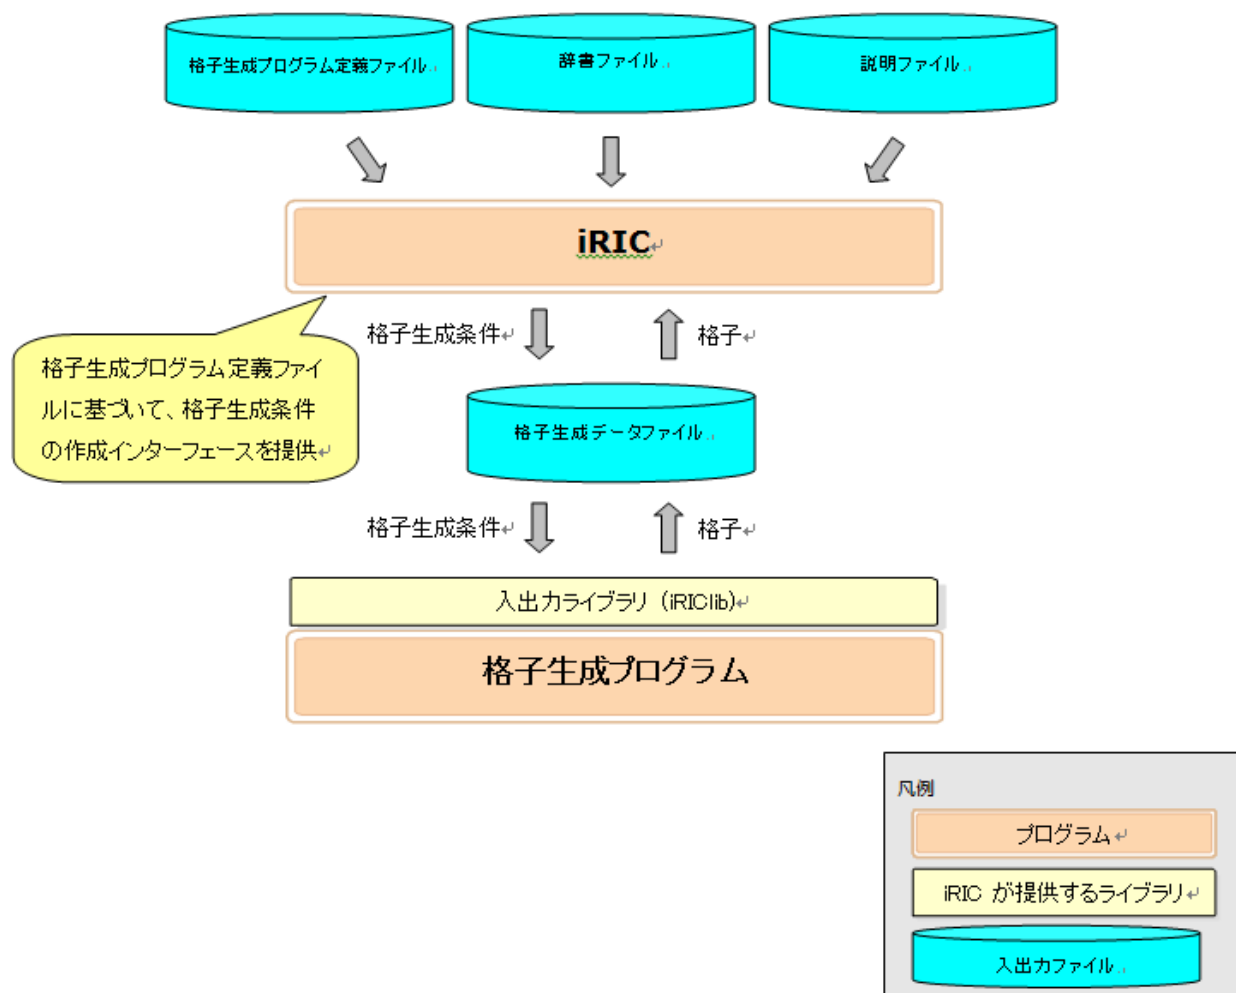 格子生成プログラム定義ファイル
辞書ファイル
説明ファイル
iRIC
格子生成条件
格子
格子生成プログラム定義ファイ
ルに基づいて、格子生成条件
の作成インターフェースを提供
格子生成データファイル
格子生成条件
格子
入出力ライブラリ (iRIClib)
格子生成プログラム
凡例
プログラム
iRIC が提供するライブラリ
入出力ファイル